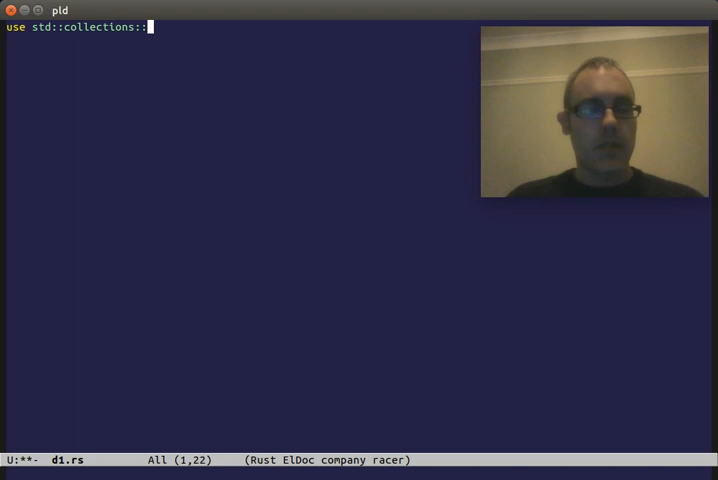 pld
use std::collections::
U:**-  d1.rs         All (1,22)     (Rust ElDoc company racer)